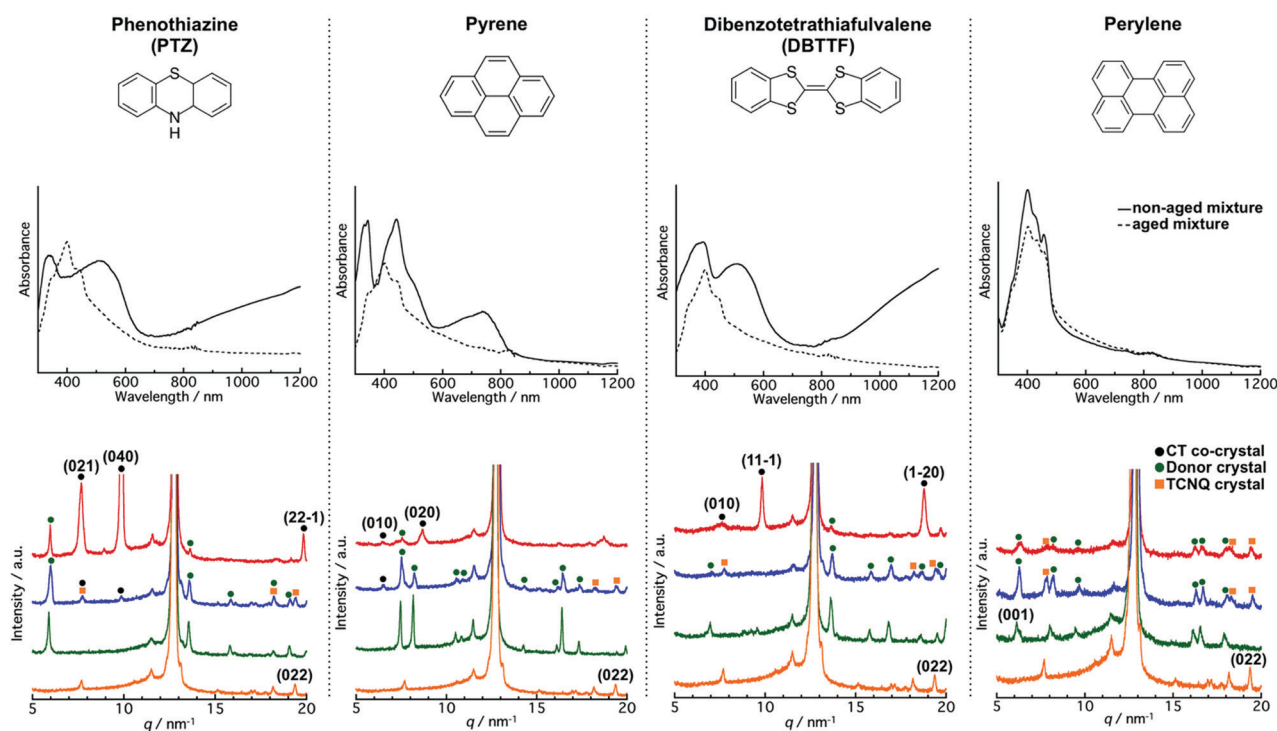 Phenothiazine
(PTZ)
S
N
H
Absorbance
400 600 800 1000 1200
Wavelength / nm
(021)
(040)
(22-1)
(022)
Intensity / a.u.
5 10 15 20
q / nm-1
Pyrene
Absorbance
400 600 800 1000 1200
Wavelength / nm
(010)
(020)
(022)
Intensity / a.u.
5 10 15 20
q / nm-1
Dibenzotetrathiafulvalene
(DBTTF)
S S
S S
Absorbance
400 600 800 1000 1200
Wavelength / nm
(11-1)
(1-20)
(010)
(022)
Intensity / a.u.
5 10 15 20
q / nm-1
Perylene
non-aged mixture
aged mixture
Absorbance
400 600 800 1000 1200
Wavelength / nm
CT co-crystal
Donor crystal
TCNQ crystal
(001)
(022)
Intensity / a.u.
5 10 15 20
q / nm-1